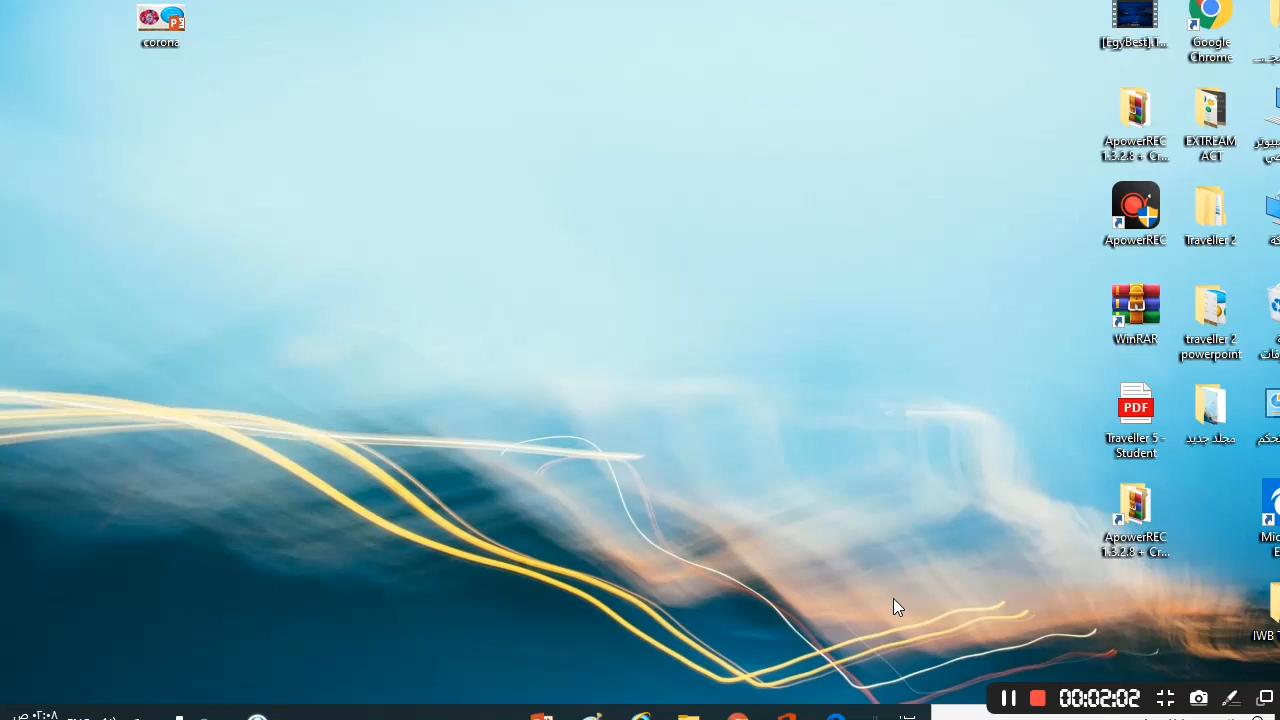 corona
[EgyBest].T...
Google
Chrome
ApowerREC
1.3.2.8 + Cr...
EXTREAM
ACT
ApowerREC
Traveller 2
WinRAR
traveller 2
powerpoint
PDF
Traveller 5 -
Student
مجلد جديد
ApowerREC
1.3.2.8 + Cr...
IWB
00:02:02